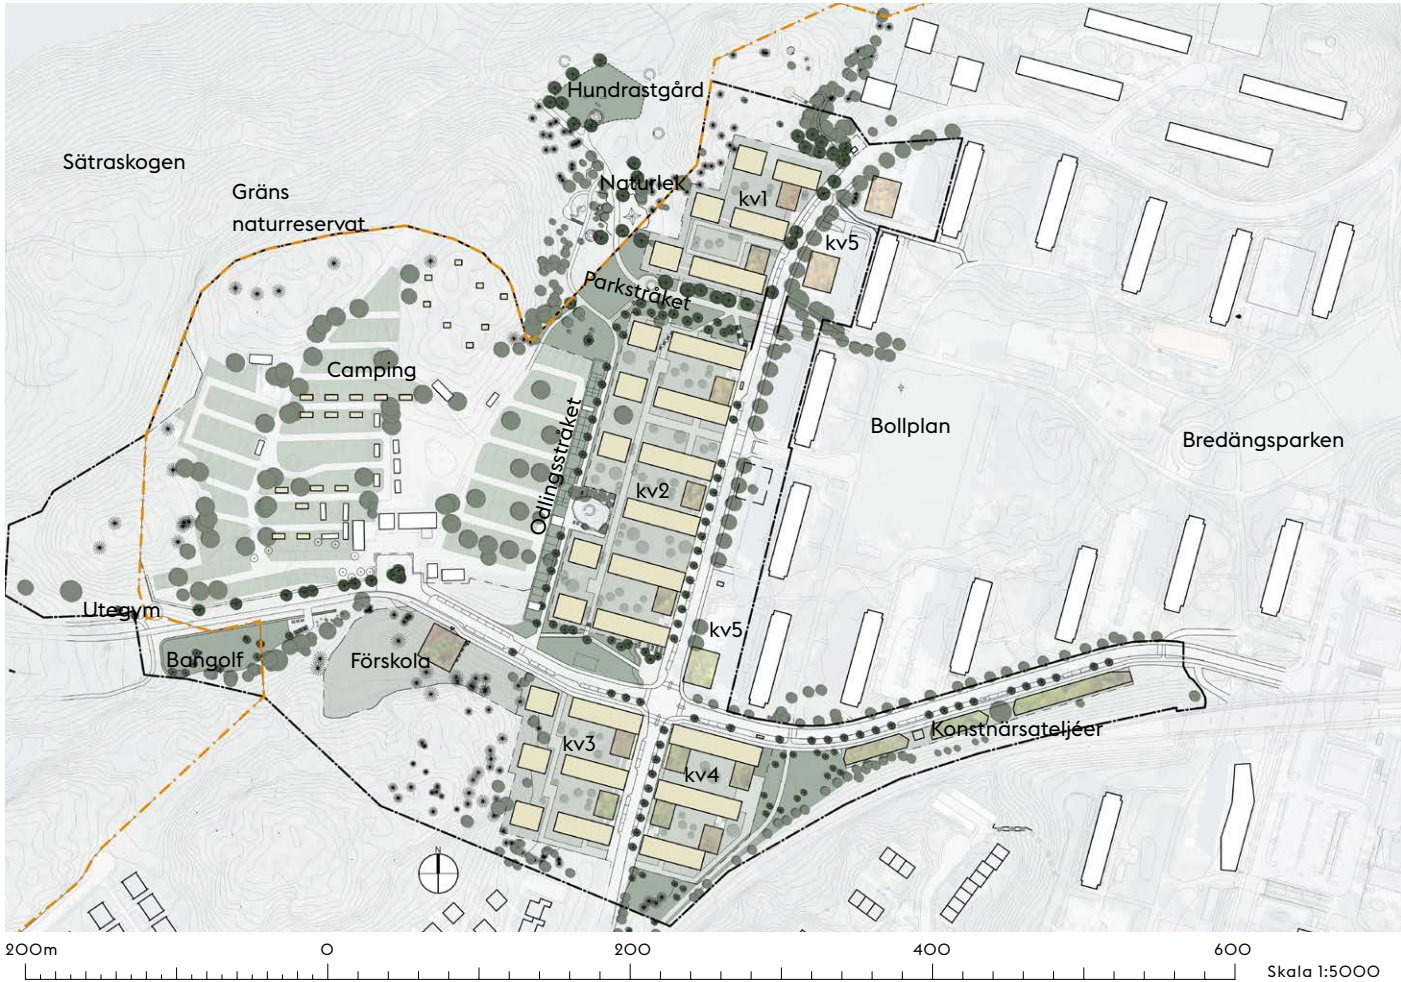 Hundrastgård
Sätraskogen
Gräns
naturreservat
Naturlek
kv1
kv5
Parkstråket
Camping
Odlingsstråket
Bollplan
Bredängsparken
kv2
Utegym
kv5
Bangolf
Förskola
kv3
Konstnärsateljéer
kv4
N
200m 0 200 400 600
Skala 1:5000